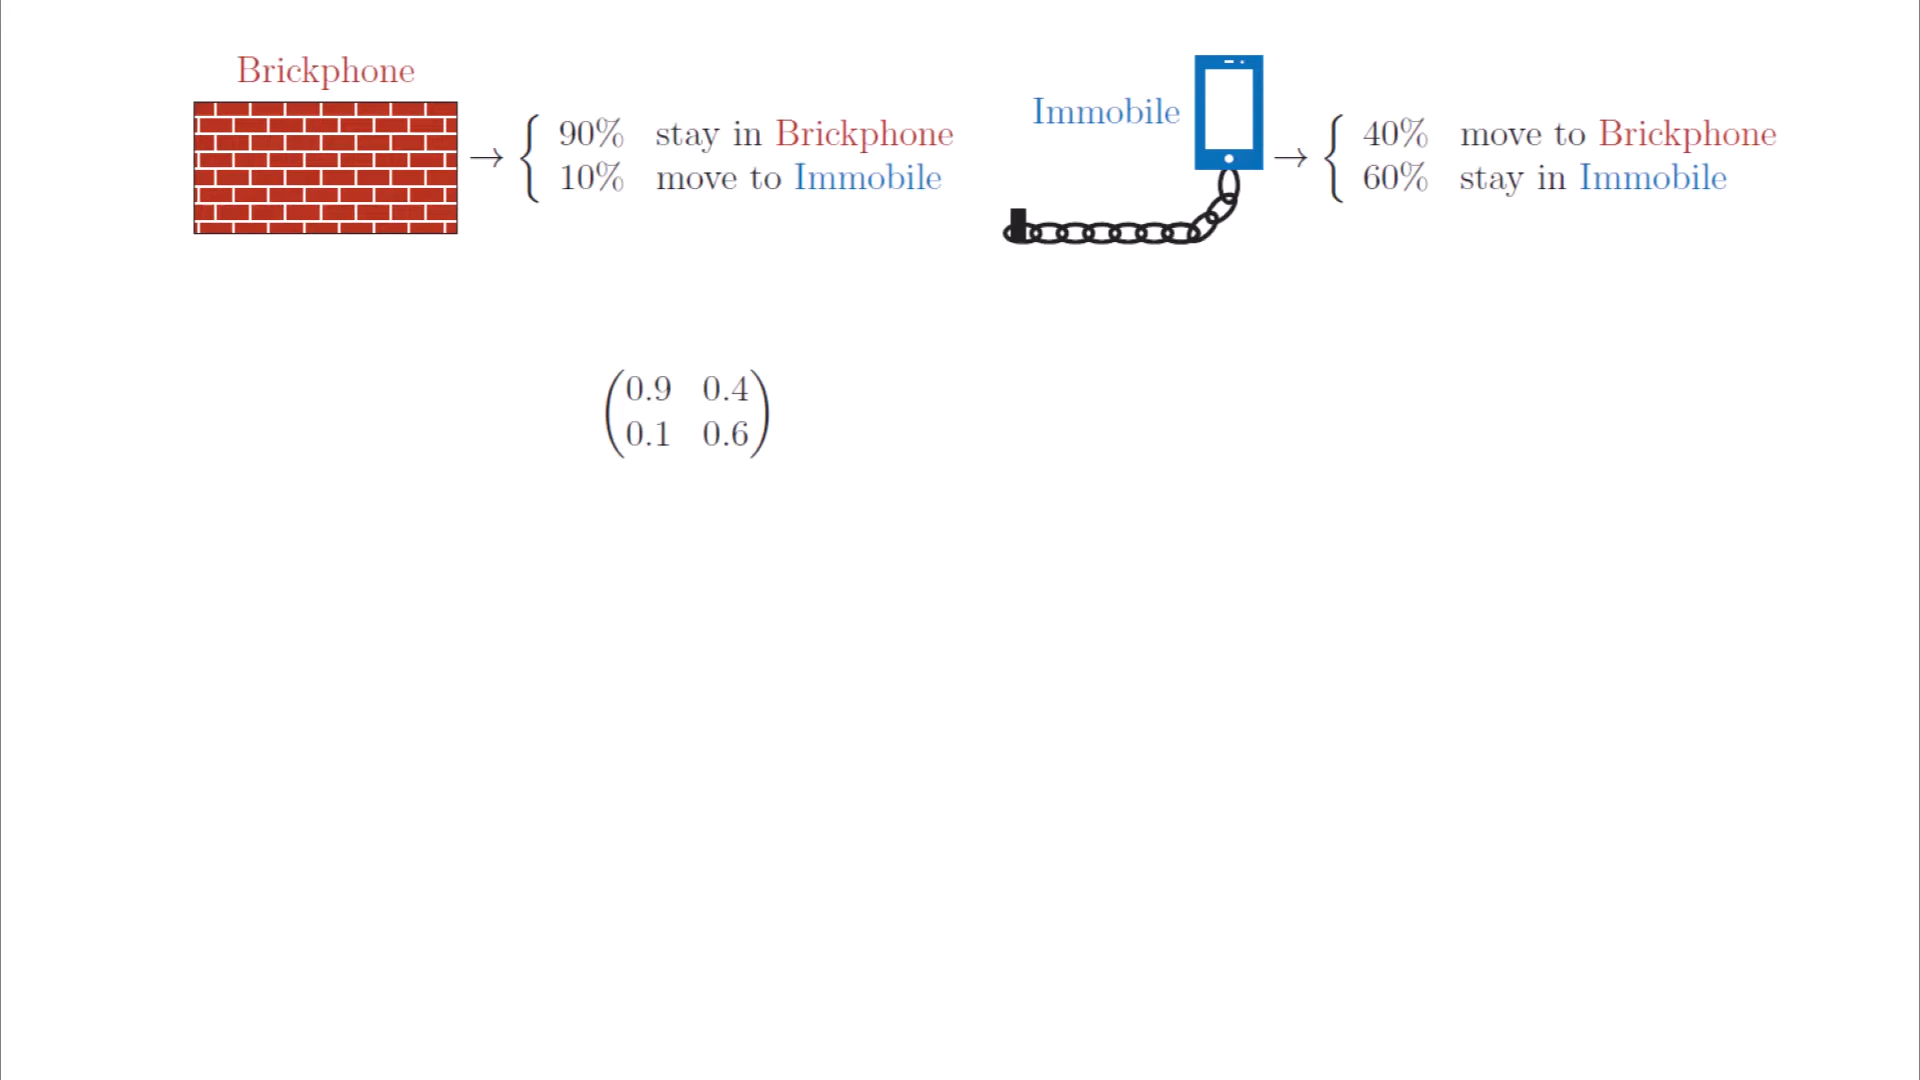 Brickphone
→ { 90% stay in Brickphone
10% move to Immobile
Immobile
→ { 40% move to Brickphone
60% stay in Immobile
(0.9 0.4
0.1 0.6)